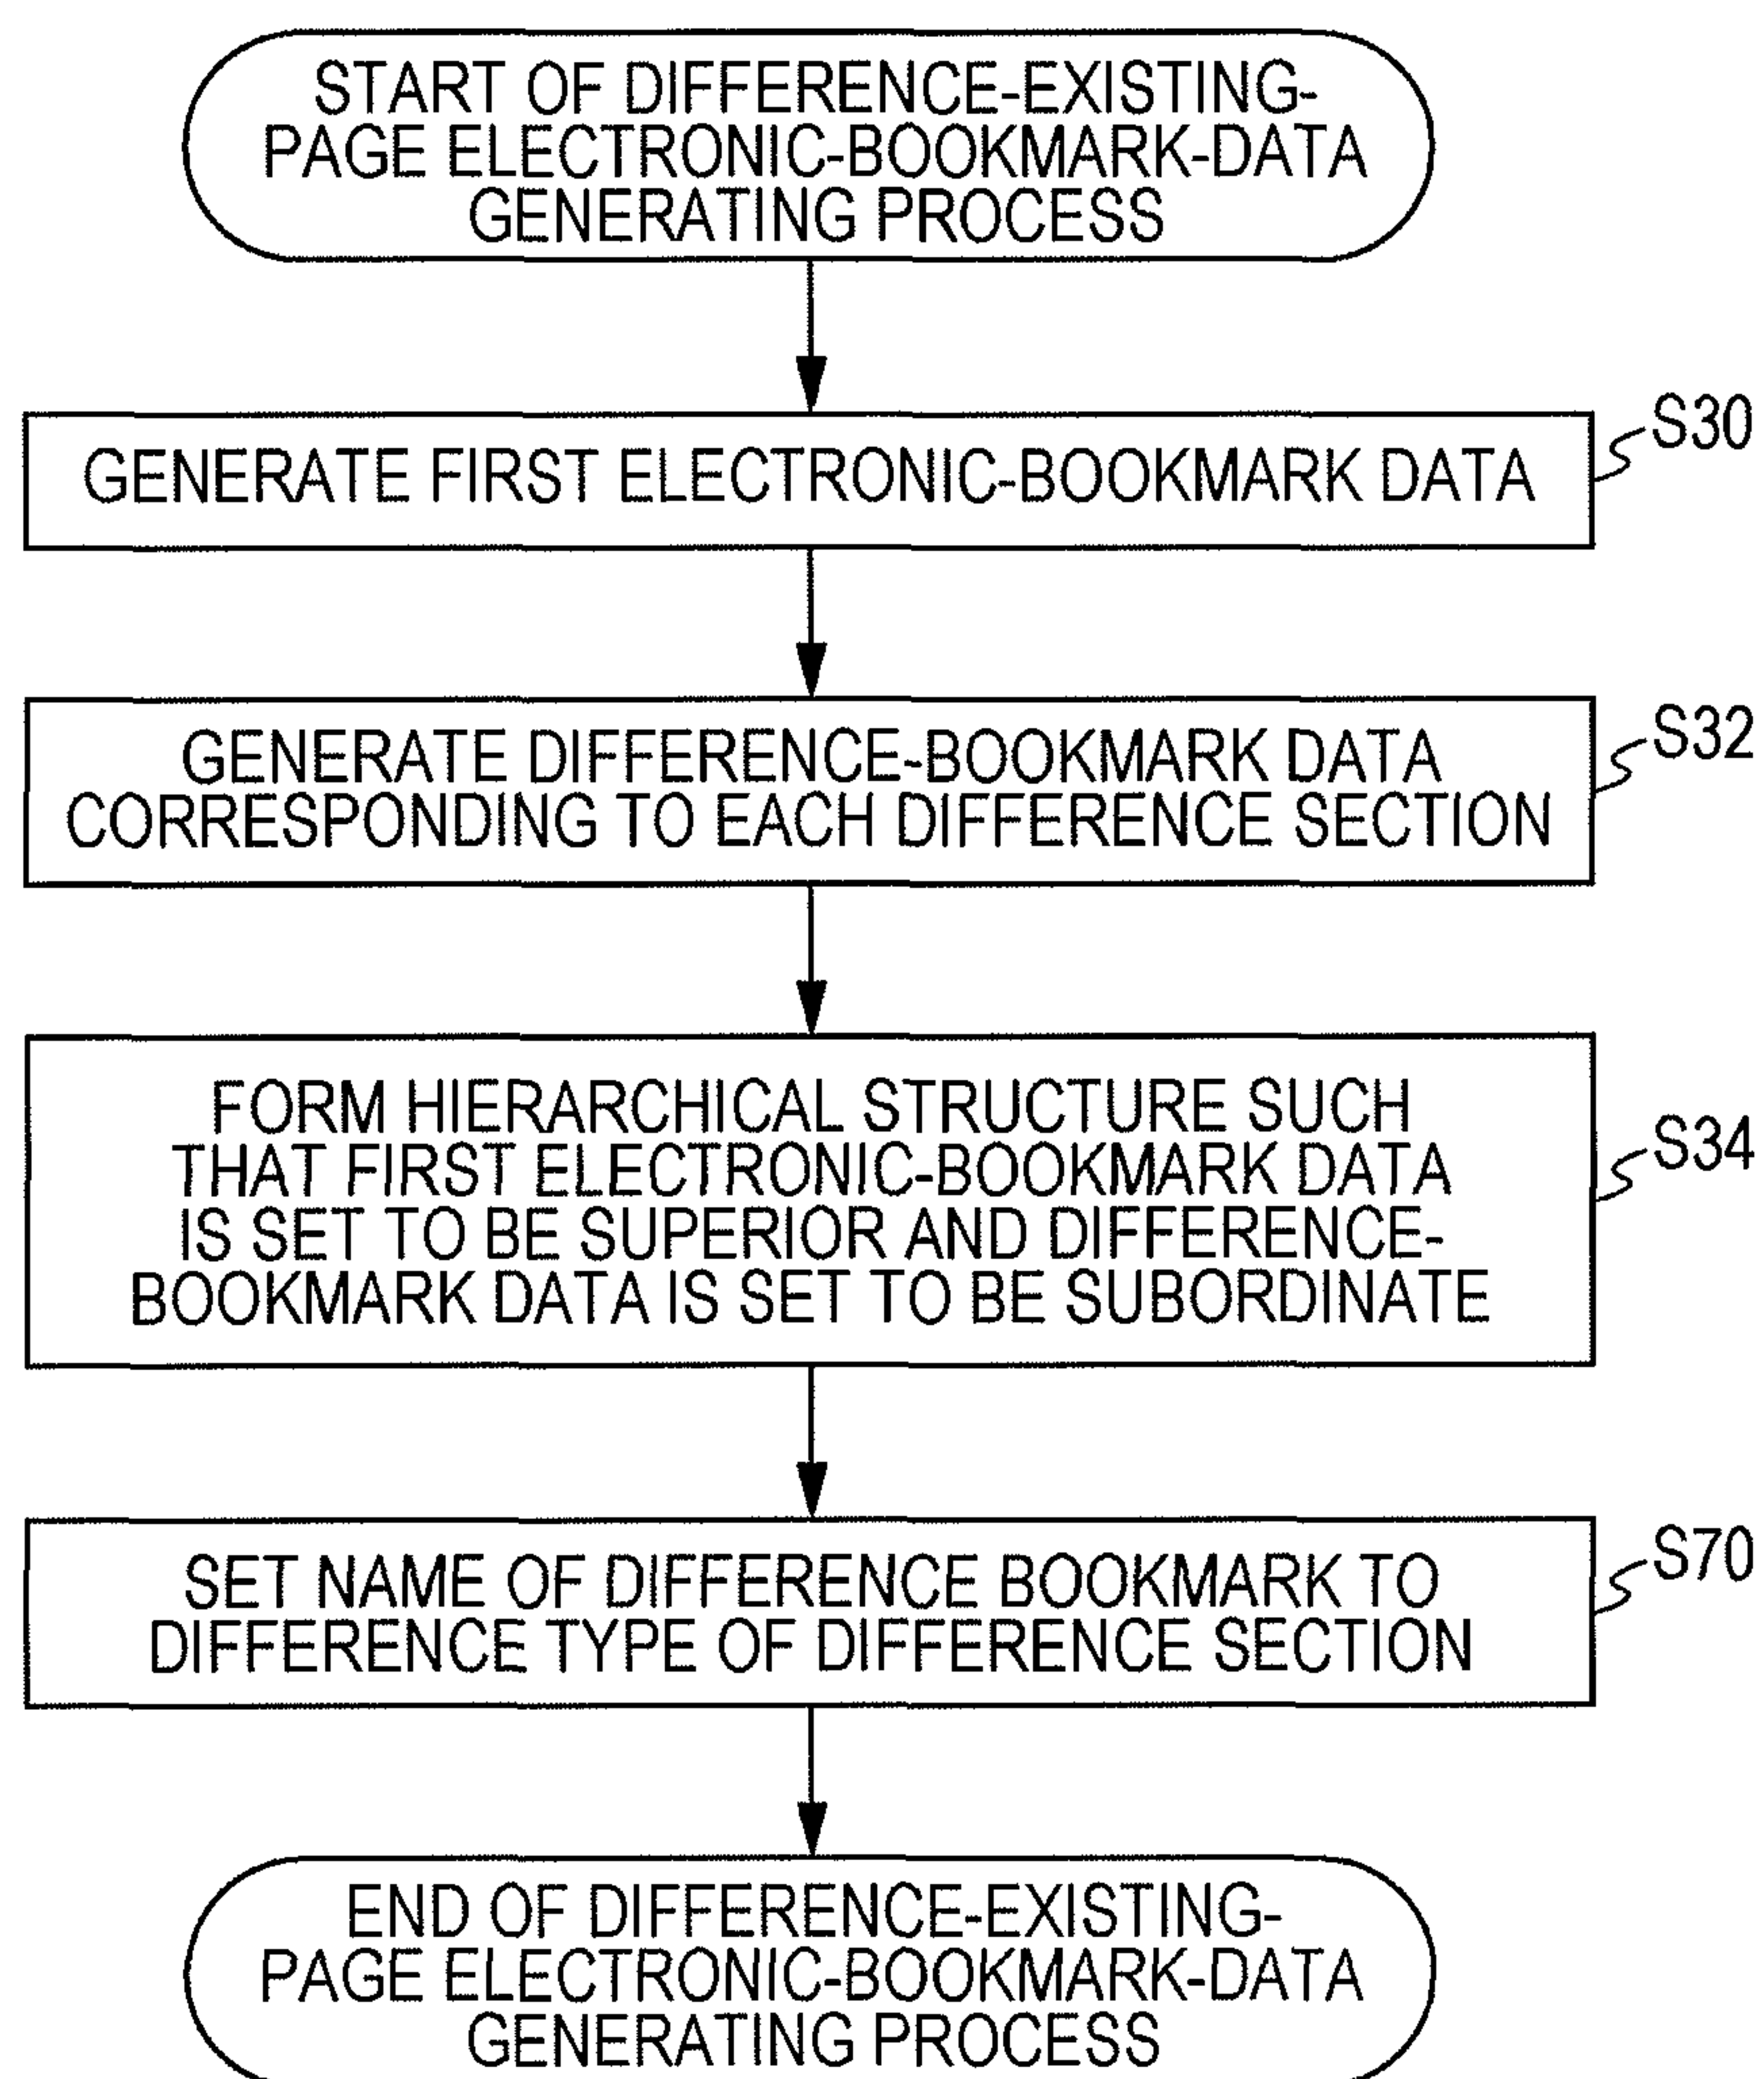 START OF DIFFERENCE-EXISTING-
PAGE ELECTRONIC-BOOKMARK-DATA
GENERATING PROCESS
S30
GENERATE FIRST ELECTRONIC-BOOKMARK DATA
S32
GENERATE DIFFERENCE-BOOKMARK DATA
CORRESPONDING TO EACH DIFFERENCE SECTION
S34
FORM HIERARCHICAL STRUCTURE SUCH
THAT FIRST ELECTRONIC-BOOKMARK DATA
IS SET TO BE SUPERIOR AND DIFFERENCE-
BOOKMARK DATA IS SET TO BE SUBORDINATE
S70
SET NAME OF DIFFERENCE BOOKMARK TO
DIFFERENCE TYPE OF DIFFERENCE SECTION
END OF DIFFERENCE-EXISTING-
PAGE ELECTRONIC-BOOKMARK-DATA
GENERATING PROCESS